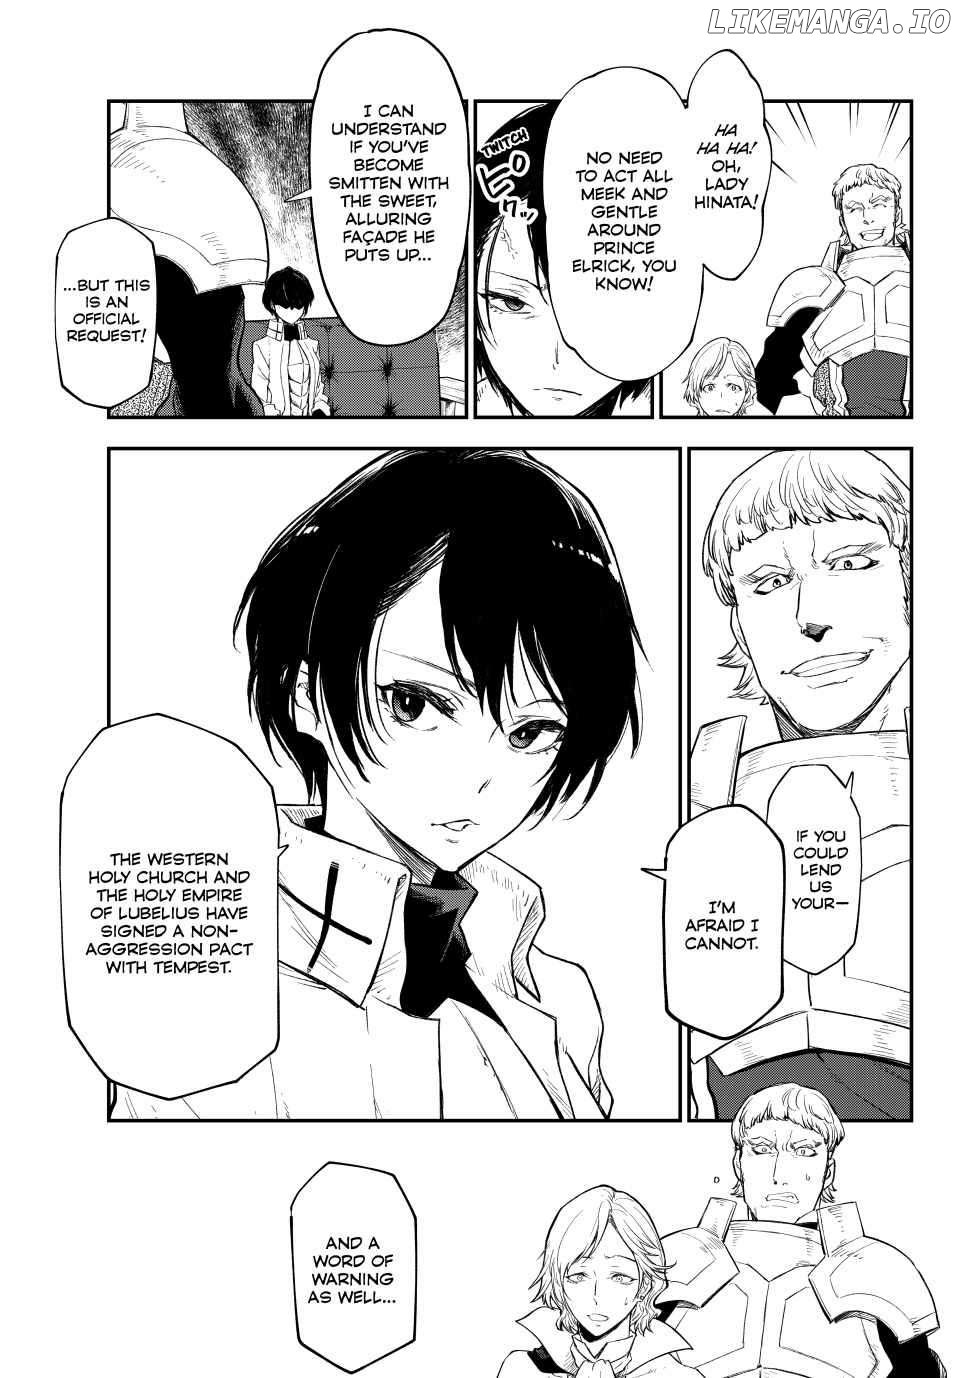 LIKEMANGA.IO
HA
HA HA!
OH,
LADY
HINATA!
NO NEED
TO ACT ALL
MEEK AND
GENTLE
AROUND
PRINCE
ELRICK, YOU
KNOW!
TWITCH
ピクッ
I CAN
UNDERSTAND
IF YOU'VE
BECOME
SMITTEN WITH
THE SWEET,
ALLURING
FAÇADE HE
PUTS UP...
...BUT THIS
IS AN
OFFICIAL
REQUEST!
IF YOU
COULD
LEND
US
YOUR—
I'M
AFRAID I
CANNOT.
THE WESTERN
HOLY CHURCH AND
THE HOLY EMPIRE
OF LUBELIUS HAVE
SIGNED A NON-
AGGRESSION PACT
WITH TEMPEST.
AND A
WORD OF
WARNING
AS WELL...